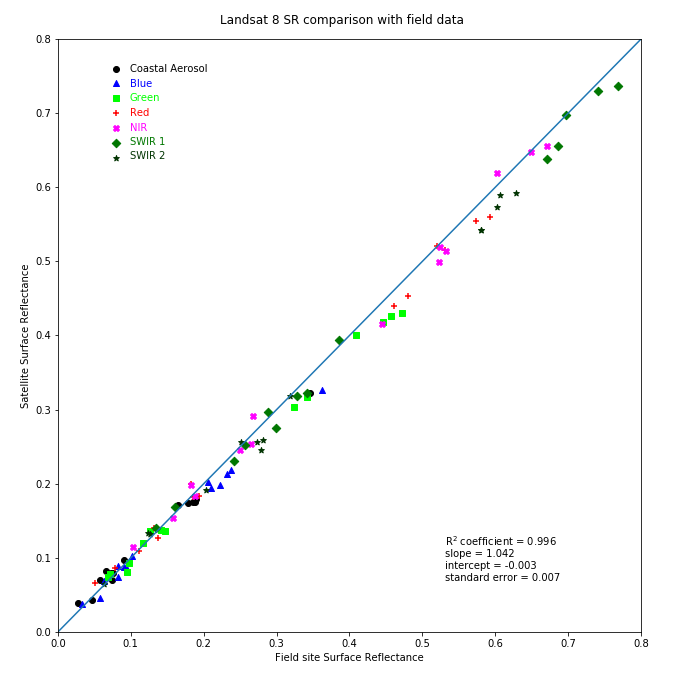 Landsat 8 SR comparison with field data
0.8
0.7
0.6
0.5
0.4
0.3
0.2
0.1
0.0
Satellite Surface Reflectance
Coastal Aerosol
Blue
Green
Red
NIR
SWIR 1
SWIR 2
R² coefficient = 0.996
slope = 1.042
intercept = -0.003
standard error = 0.007
0.0 0.1 0.2 0.3 0.4 0.5 0.6 0.7 0.8
Field site Surface Reflectance